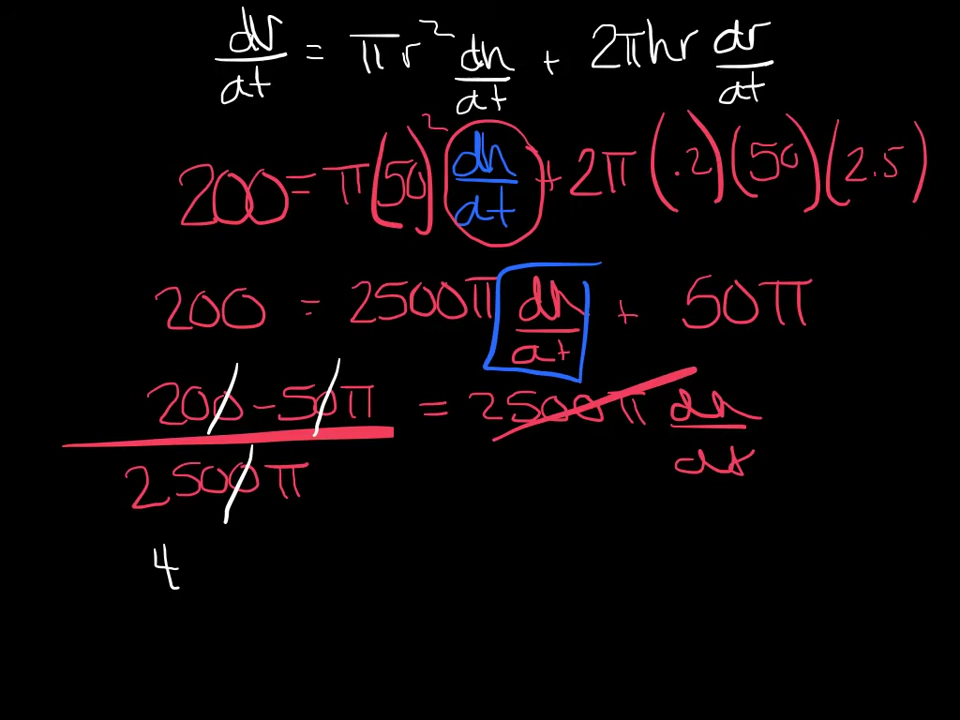 dV/dt = πr² dh/dt + 2πhr dr/dt
200 = π(50)² dh/dt + 2π(.2)(50)(2.5)
200 = 2500π dh/dt + 50π
200 - 50π / 2500π = 2500π dh/dt
4